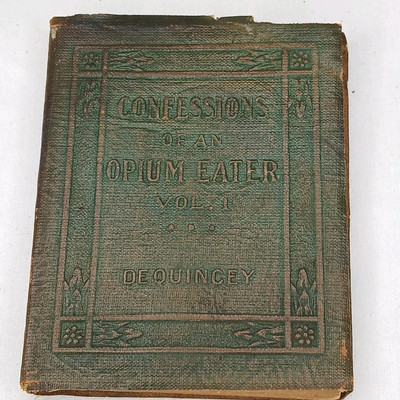 CONFESSIONS
OF AN
OPIUM EATER
VOL. 1
DEQUINCEY